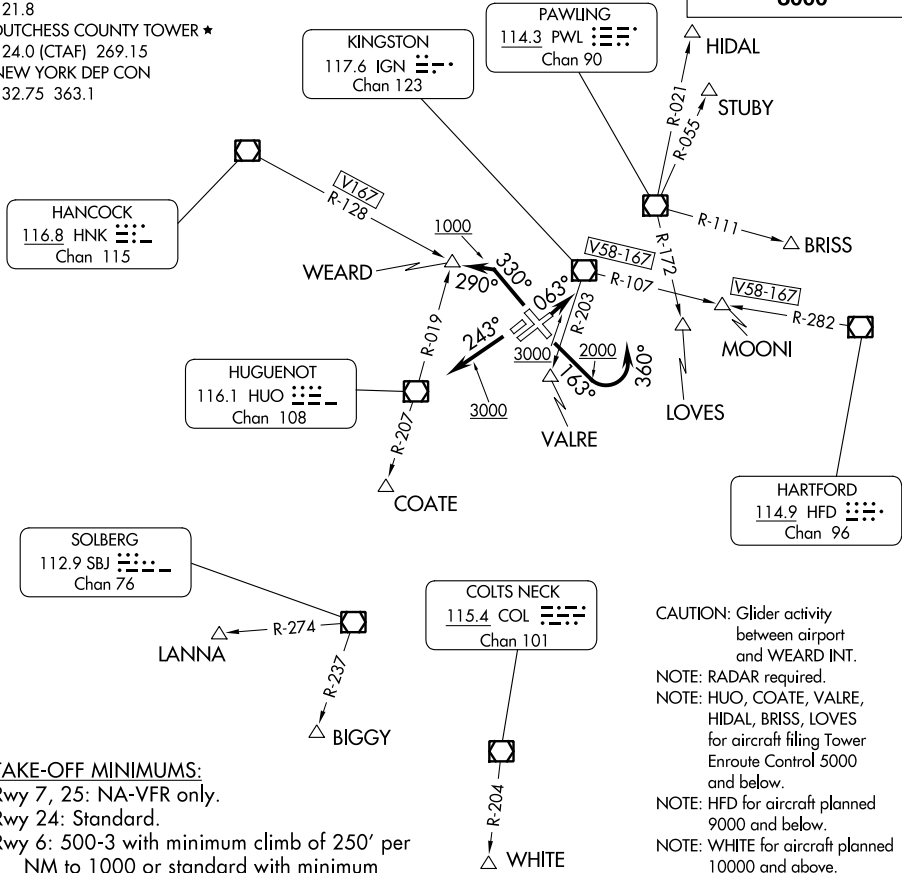 21.8
DUTCHESS COUNTY TOWER ★
24.0 (CTAF) 269.15
NEW YORK DEP CON
32.75 363.1
KINGSTON
117.6 IGN
Chan 123
PAWLING
114.3 PWL
Chan 90
HIDAL
R-021
STUBY
R-055
HANCOCK
116.8 HNK
Chan 115
V167
R-128
1000
WEARD
330°
290°
R-111
BRISS
R-172
V58-167
R-107
V58-167
R-282
MOONI
063°
R-203
243°
3000
2000
163°
360°
3000
R-019
VALRE
LOVES
HUGUENOT
116.1 HUO
Chan 108
R-207
COATE
HARTFORD
114.9 HFD
Chan 96
SOLBERG
112.9 SBJ
Chan 76
R-274
LANNA
R-237
BIGGY
COLTS NECK
115.4 COL
Chan 101
R-204
WHITE
CAUTION: Glider activity
between airport
and WEARD INT.
NOTE: RADAR required.
NOTE: HUO, COATE, VALRE,
HIDAL, BRISS, LOVES
for aircraft filing Tower
Enroute Control 5000
and below.
NOTE: HFD for aircraft planned
9000 and below.
NOTE: WHITE for aircraft planned
10000 and above.
TAKE-OFF MINIMUMS:
Rwy 7, 25: NA-VFR only.
Rwy 24: Standard.
Rwy 6: 500-3 with minimum climb of 250' per
NM to 1000 or standard with minimum